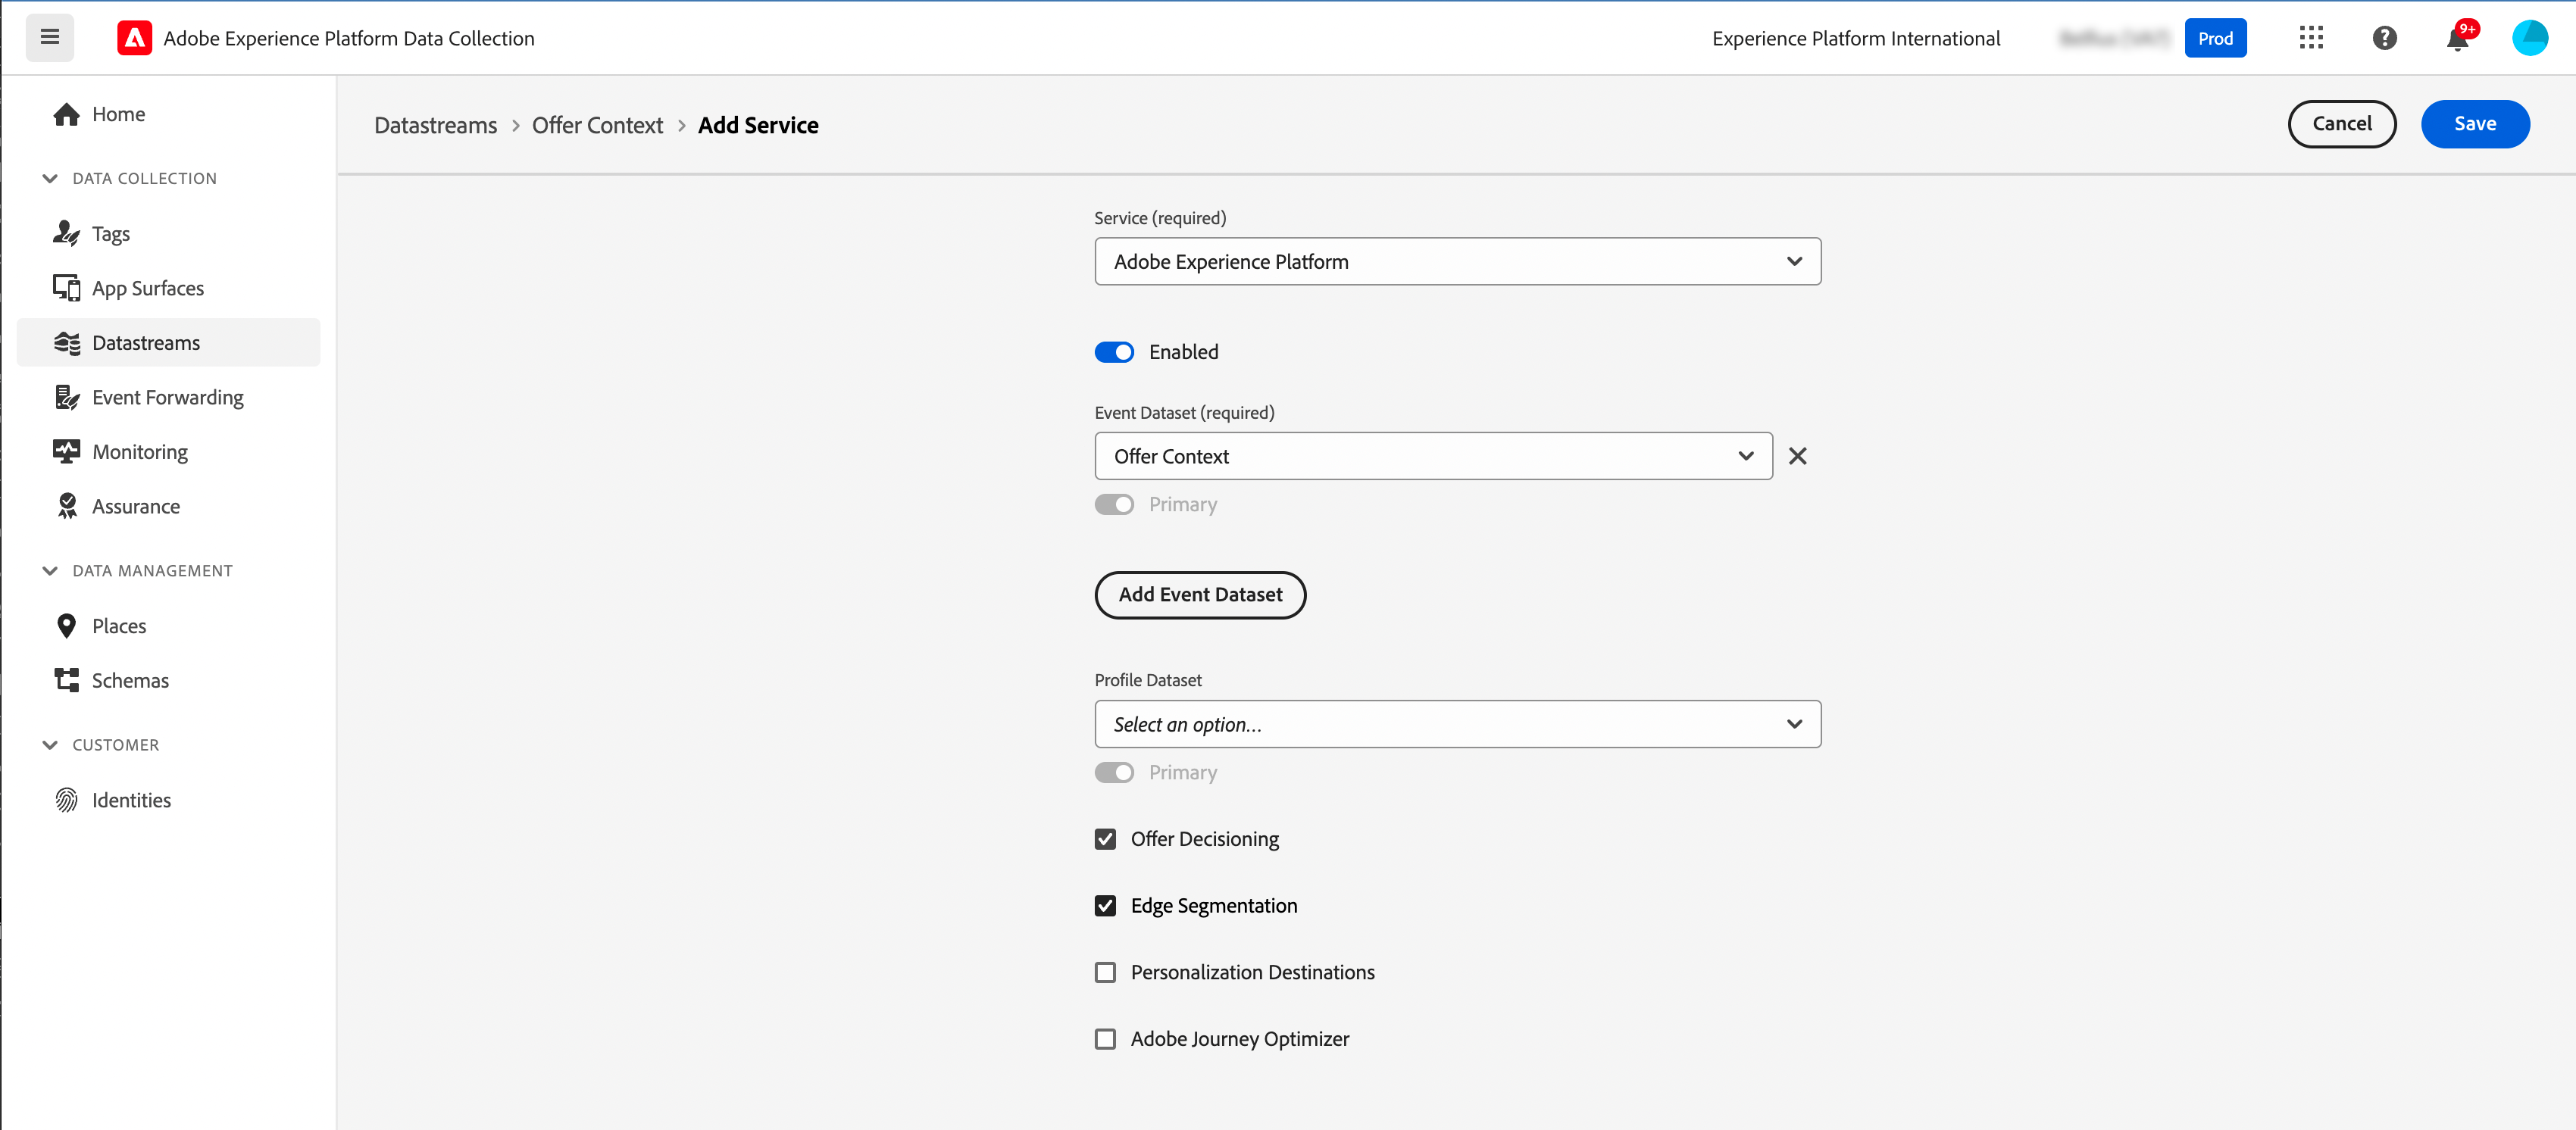 Adobe Experience Platform Data Collection
Experience Platform International
Prod
9+
Home
DATA COLLECTION
Tags
App Surfaces
Datastreams
Event Forwarding
Monitoring
Assurance
DATA MANAGEMENT
Places
Schemas
CUSTOMER
Identities
Datastreams > Offer Context > Add Service
Cancel
Save
Service (required)
Adobe Experience Platform
Enabled
Event Dataset (required)
Offer Context
Primary
Add Event Dataset
Profile Dataset
Select an option...
Primary
Offer Decisioning
Edge Segmentation
Personalization Destinations
Adobe Journey Optimizer